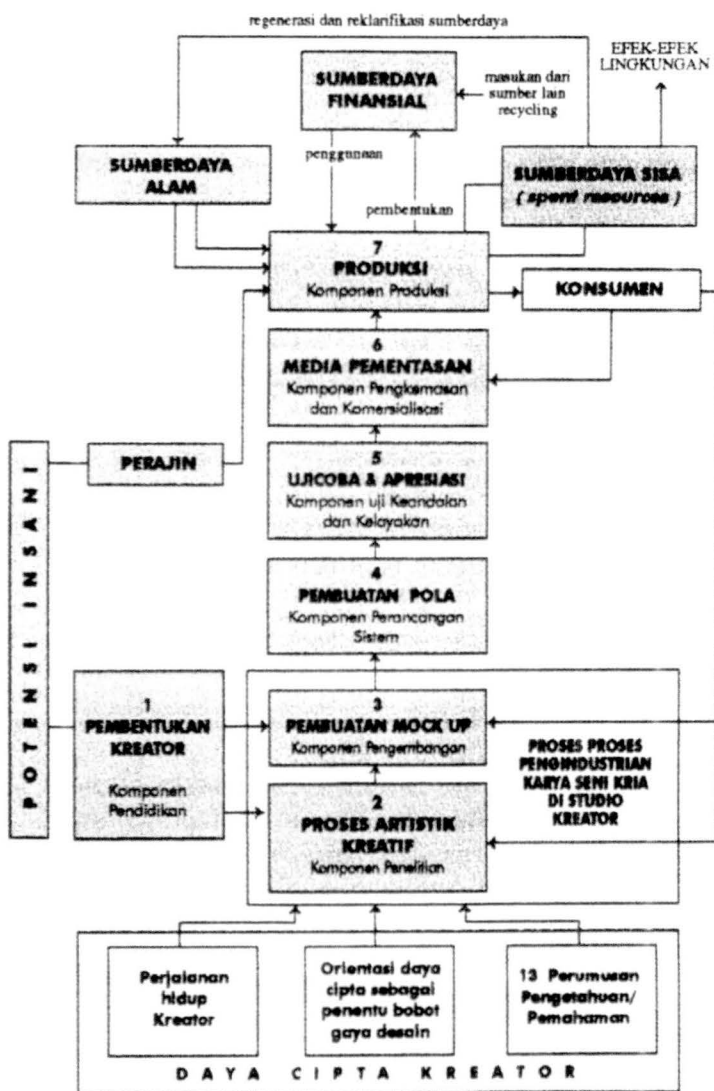 regenerasi dan reklarifikasi sumberdaya
EFEK-EFEK
LINGKUNGAN
SUMBERDAYA
FINANSIAL
masukan dari
sumber lain
recycling
penggunaan
pembentukan
SUMBERDAYA
ALAM
SUMBERDAYA SISA
( spent resources )
7
PRODUKSI
Komponen Produksi
KONSUMEN
6
MEDIA PEMENTASAN
Komponen Pengkemasan
dan Komersialisasi
PERAJIN
5
UJICOBA & APRESIASI
Komponen uji Keandalan
dan Kelayakan
4
PEMBUATAN POLA
Komponen Perancangan
Sistem
POTENSI INSANI
1
PEMBENTUKAN
KREATOR
Komponen
Pendidikan
3
PEMBUATAN MOCK UP
Komponen Pengembangan
2
PROSES ARTISTIK
KREATIF
Komponen Penelitian
PROSES PROSES
PENGINDUSTRIAN
KARYA SENI KRIA
DI STUDIO
KREATOR
Perjalanan
hidup
Kreator
Orientasi daya
cipta sebagai
penentu bobot
gaya desain
13 Perumusan
Pengetahuan/
Pemahaman
DAYA CIPTA KREATOR